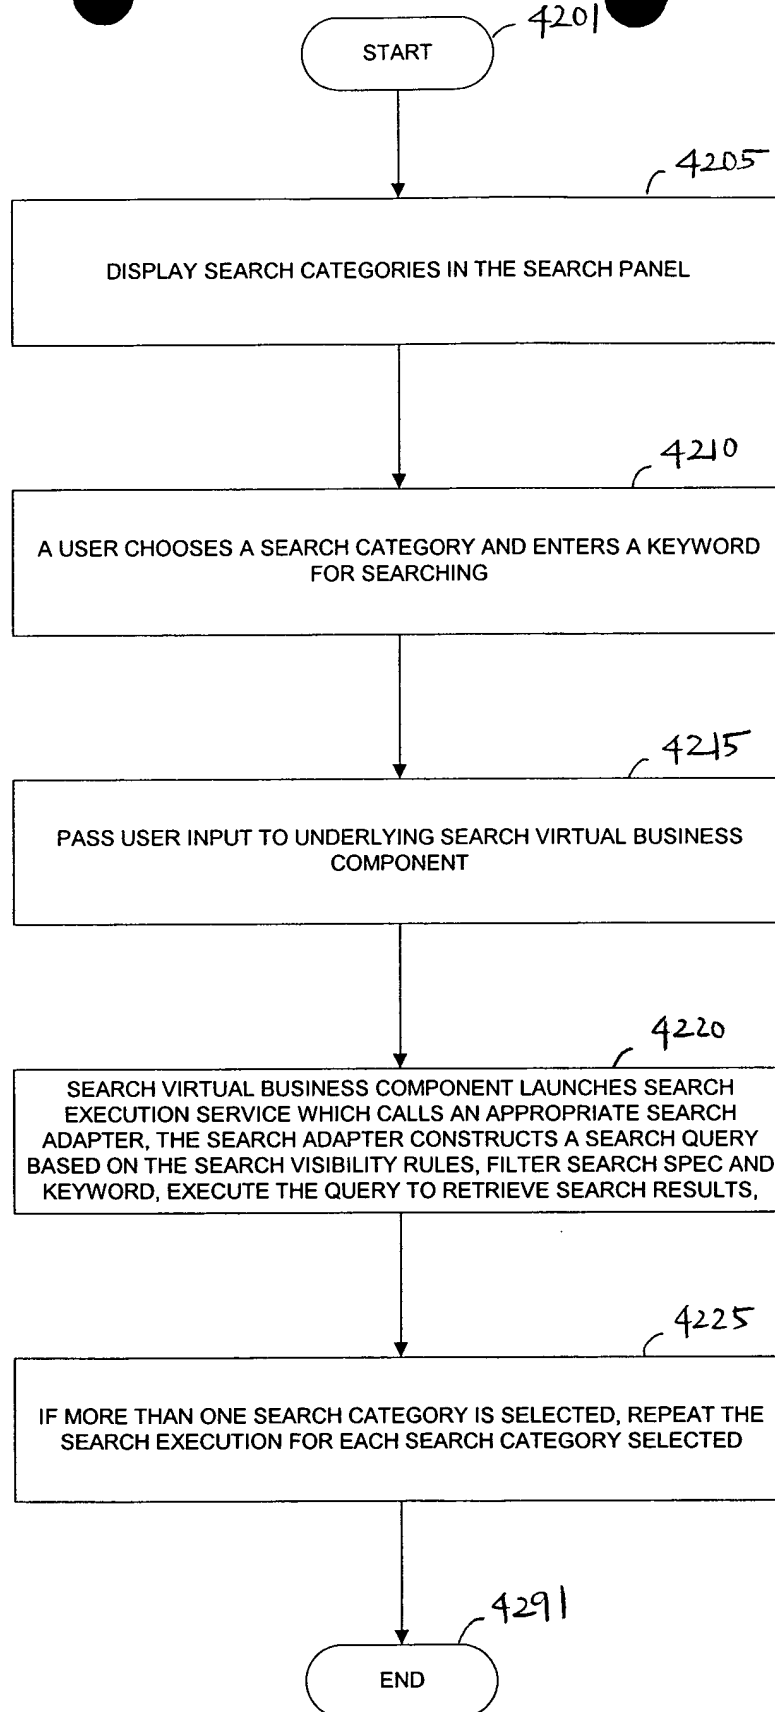 4201
START
4205
DISPLAY SEARCH CATEGORIES IN THE SEARCH PANEL
4210
A USER CHOOSES A SEARCH CATEGORY AND ENTERS A KEYWORD
FOR SEARCHING
4215
PASS USER INPUT TO UNDERLYING SEARCH VIRTUAL BUSINESS
COMPONENT
4220
SEARCH VIRTUAL BUSINESS COMPONENT LAUNCHES SEARCH
EXECUTION SERVICE WHICH CALLS AN APPROPRIATE SEARCH
ADAPTER, THE SEARCH ADAPTER CONSTRUCTS A SEARCH QUERY
BASED ON THE SEARCH VISIBILITY RULES, FILTER SEARCH SPEC AND
KEYWORD, EXECUTE THE QUERY TO RETRIEVE SEARCH RESULTS,
4225
IF MORE THAN ONE SEARCH CATEGORY IS SELECTED, REPEAT THE
SEARCH EXECUTION FOR EACH SEARCH CATEGORY SELECTED
4291
END